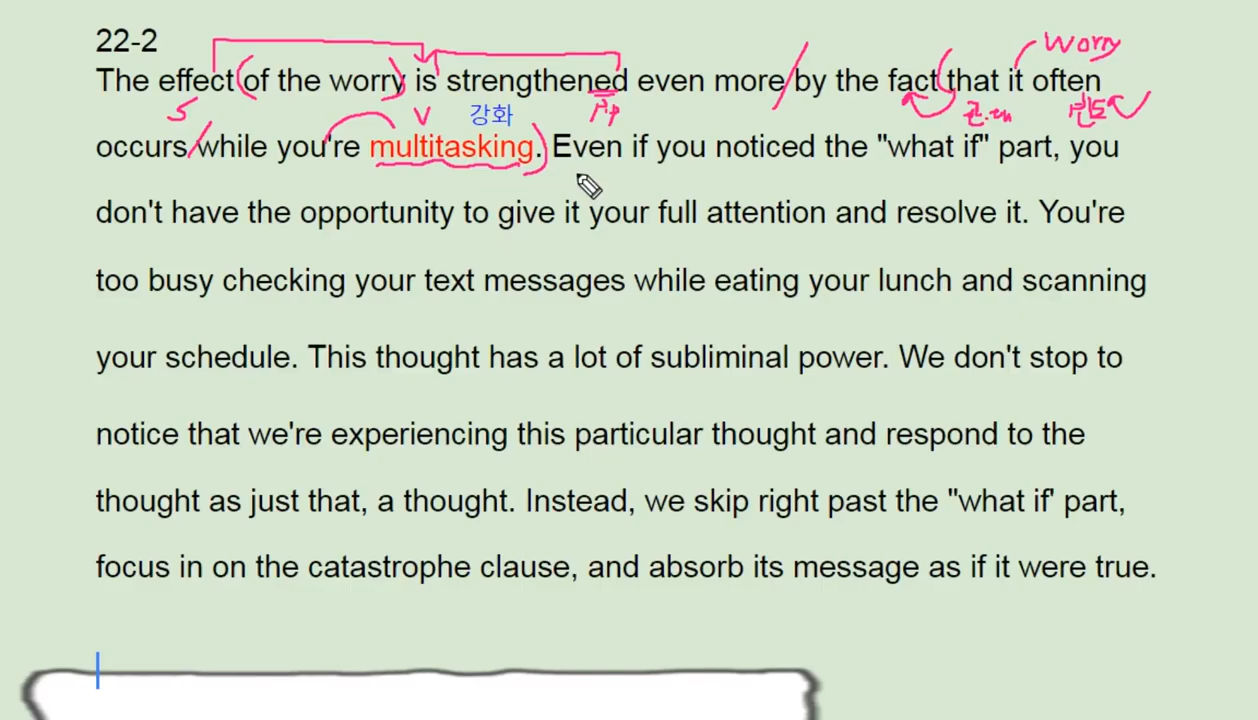 22-2
worry
The effect of the worry is strengthened even more by the fact that it often
S V 강화 p.p 빈도
occurs while you're multitasking. Even if you noticed the "what if" part, you
don't have the opportunity to give it your full attention and resolve it. You're
too busy checking your text messages while eating your lunch and scanning
your schedule. This thought has a lot of subliminal power. We don't stop to
notice that we're experiencing this particular thought and respond to the
thought as just that, a thought. Instead, we skip right past the "what if' part,
focus in on the catastrophe clause, and absorb its message as if it were true.